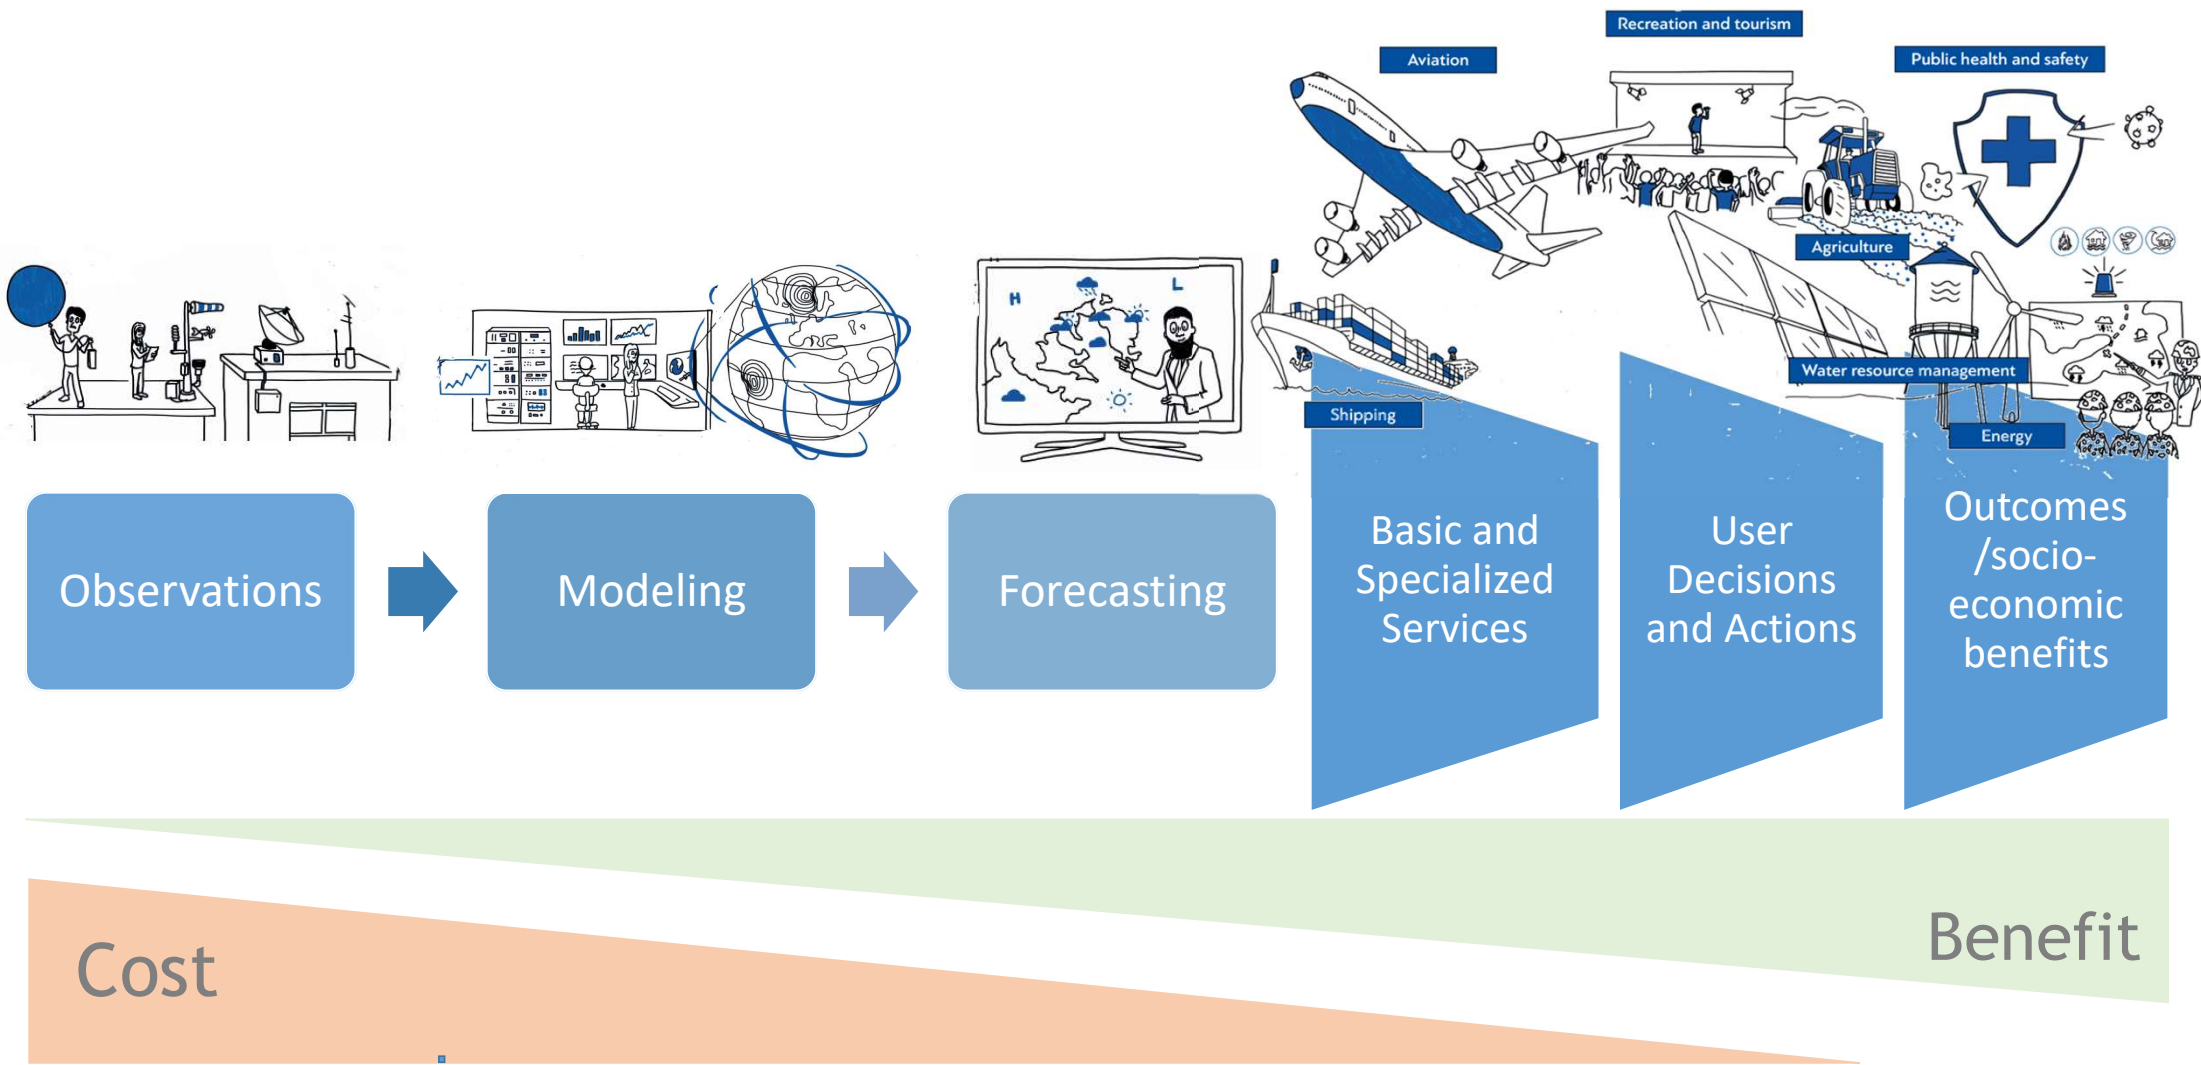 Recreation and tourism
Aviation
Public health and safety
Agriculture
H
L
Water resource management
Shipping
Energy
Observations
Modeling
Forecasting
Basic and
Specialized
Services
User
Decisions
and Actions
Outcomes
/socio-
economic
benefits
Cost
Benefit